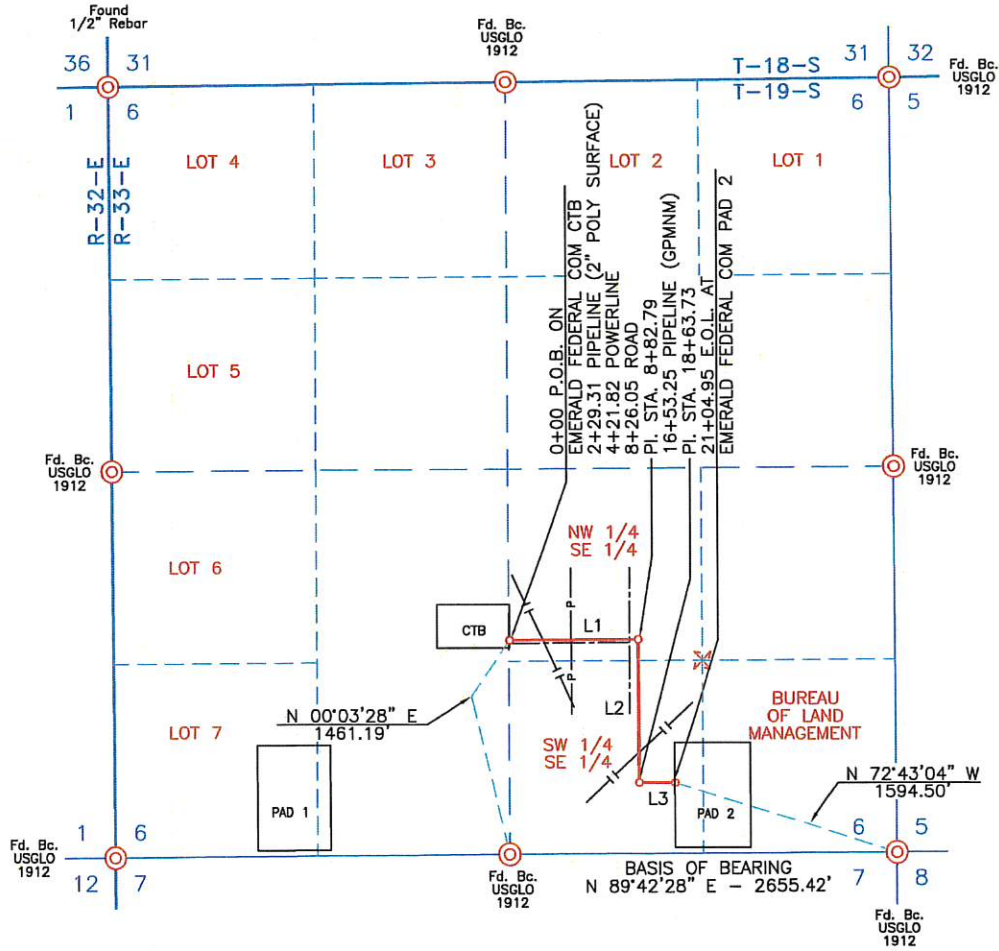 Found
1/2" Rebar
Fd. Bc.
USGLO
1912
36 31
1 6
T-18-S
T-19-S
31 32
6 5
Fd. Bc.
USGLO
1912
R-32-E
R-33-E
LOT 4
LOT 3
LOT 2
LOT 1
0+00 P.O.B. ON
EMERALD FEDERAL COM CTB
2+29.31 PIPELINE (2" POLY SURFACE)
4+21.82 POWERLINE
8+26.05 ROAD
PI. STA. 8+82.79
16+53.25 PIPELINE (GPMNM)
PI. STA. 18+63.73
21+04.95 E.O.L. AT
EMERALD FEDERAL COM PAD 2
LOT 5
Fd. Bc.
USGLO
1912
Fd. Bc.
USGLO
1912
NW 1/4
SE 1/4
LOT 6
P
CTB
L1
P
L2
N 00°03'28" E
1461.19'
LOT 7
SW 1/4
SE 1/4
BUREAU
OF LAND
MANAGEMENT
N 72°43'04" W
1594.50'
PAD 1
L3
PAD 2
1 6
12 7
Fd. Bc.
USGLO
1912
6 5
7 8
BASIS OF BEARING
N 89°42'28" E - 2655.42'
Fd. Bc.
USGLO
1912
Fd. Bc.
USGLO
1912